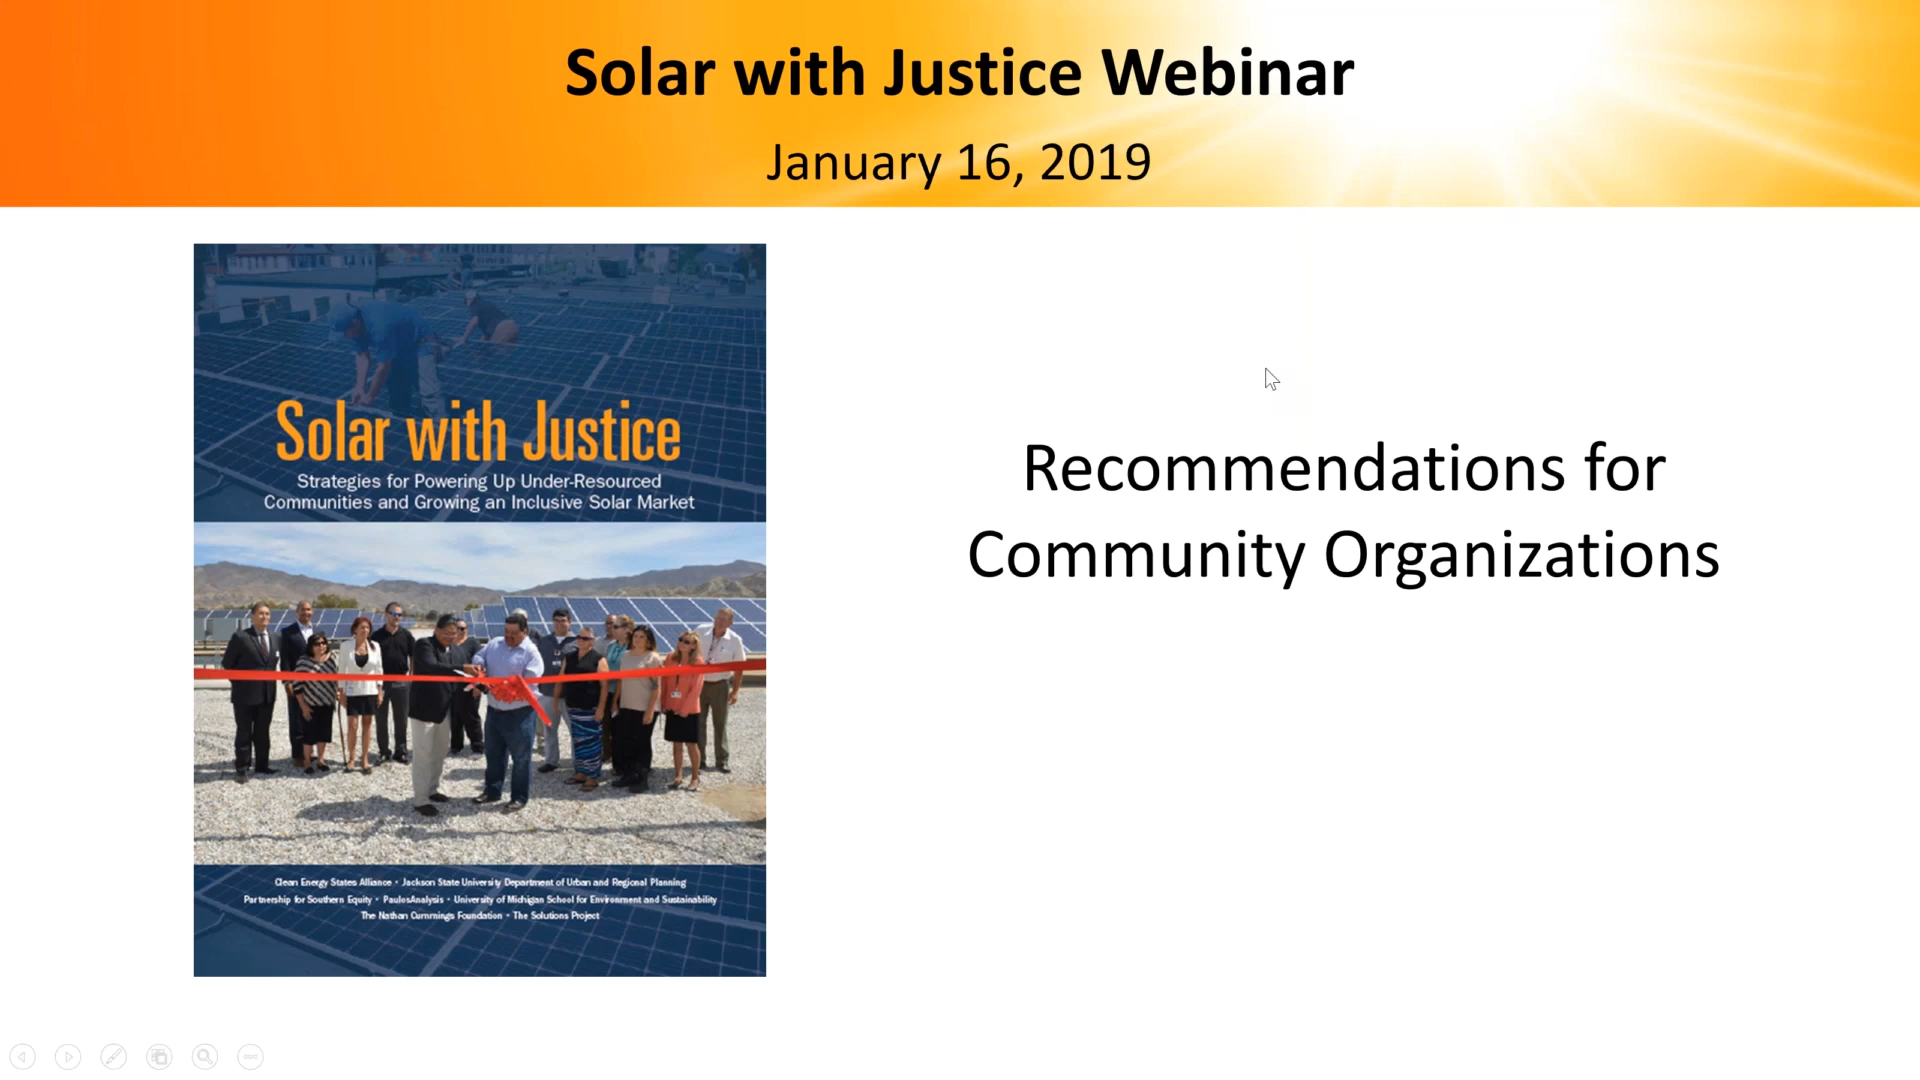 Solar with Justice Webinar
January 16, 2019
Solar with Justice
Strategies for Powering Up Under-Resourced
Communities and Growing an Inclusive Solar Market
Clean Energy States Alliance • Jackson State University Department of Urban and Regional Planning
Partnership for Southern Equity • PaulosAnalysis • University of Michigan School for Environment and Sustainability
The Nathan Cummings Foundation • The Solutions Project
Recommendations for
Community Organizations